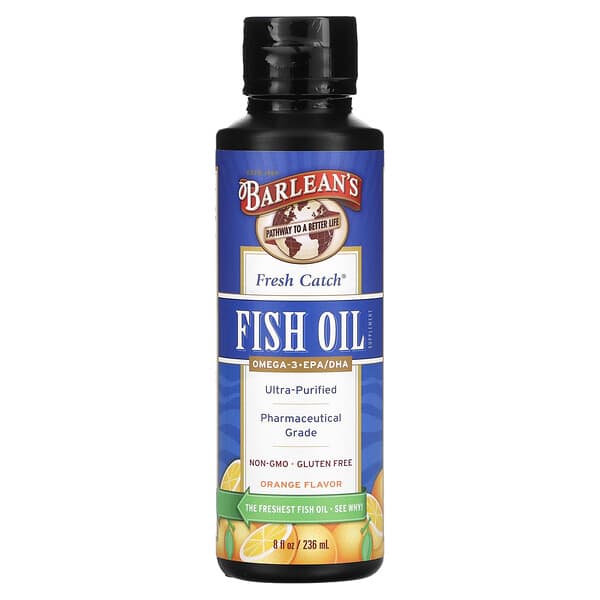 BARLEAN'S
PATHWAY TO A BETTER LIFE
Fresh Catch®
FISH OIL
SUPPLEMENT
OMEGA-3•EPA/DHA
Ultra-Purified
Pharmaceutical
Grade
NON-GMO • GLUTEN FREE
ORANGE FLAVOR
THE FRESHEST FISH OIL • SEE WHY!
8 fl oz / 236 mL